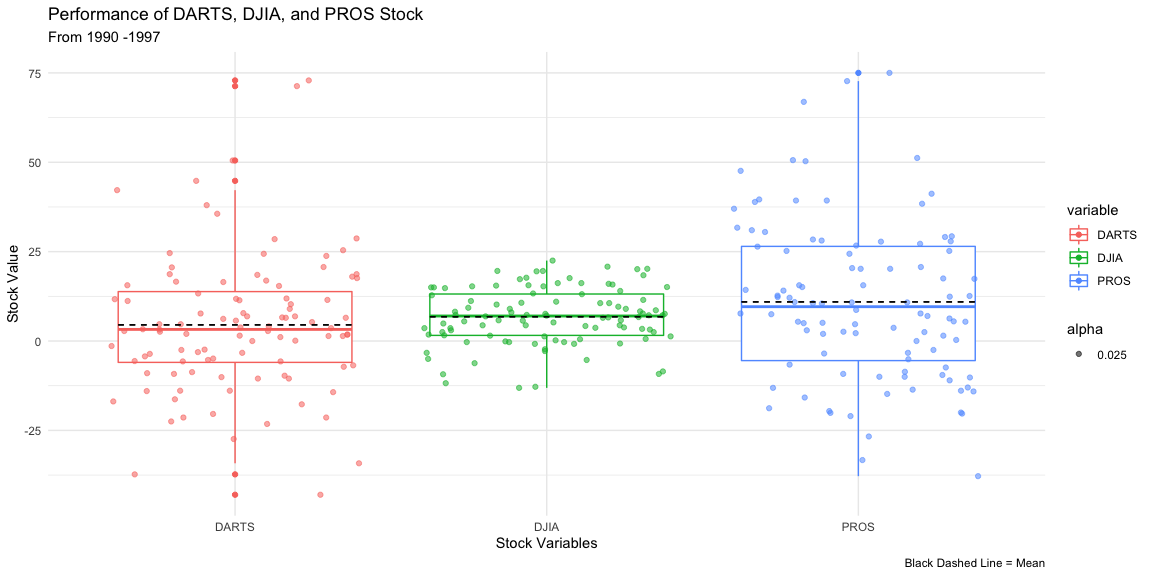 Performance of DARTS, DJIA, and PROS Stock
From 1990 -1997
Stock Value
75
50
25
0
-25
DARTS
DJIA
PROS
Stock Variables
variable
DARTS
DJIA
PROS
alpha
0.025
Black Dashed Line = Mean